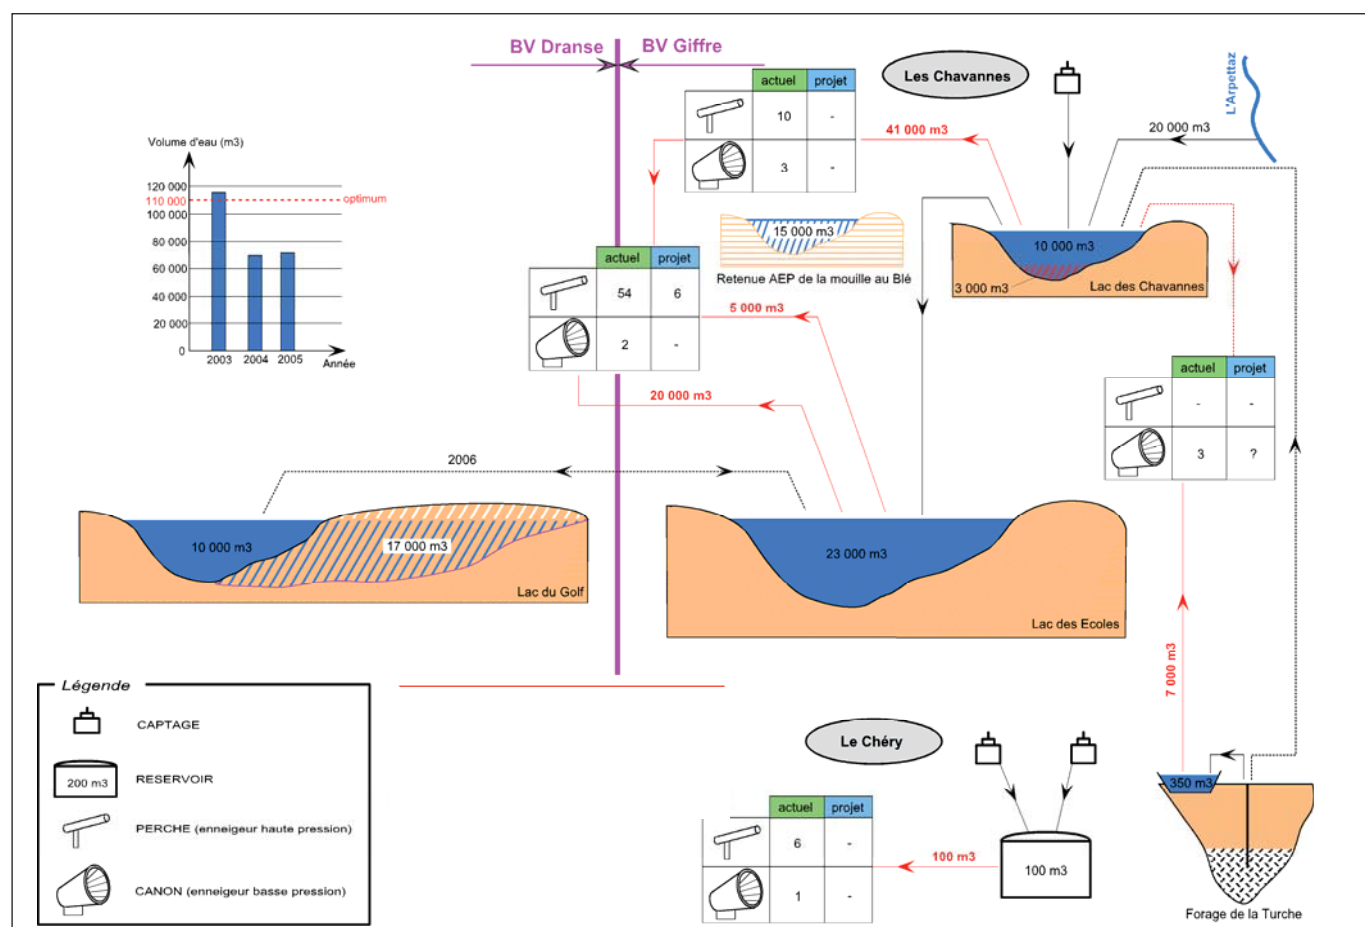 BV Dranse
BV Giffre
Les Chavannes
L'Arpettaz
actuel projet
10 -
3 -
41 000 m3
20 000 m3
Volume d'eau (m3)
120 000
110 000
optimum
100 000
80 000
60 000
40 000
20 000
0
2003 2004 2005
Année
15 000 m3
Retenue AEP de la mouille au Blé
10 000 m3
3 000 m3
Lac des Chavannes
actuel projet
54 6
2 -
5 000 m3
20 000 m3
actuel projet
- -
3 ?
2006
10 000 m3
17 000 m3
Lac du Golf
23 000 m3
Lac des Ecoles
7 000 m3
Légende
CAPTAGE
200 m3
RESERVOIR
PERCHE (enneigeur haute pression)
CANON (enneigeur basse pression)
Le Chéry
actuel projet
6 -
1 -
100 m3
100 m3
350 m3
Forage de la Turche